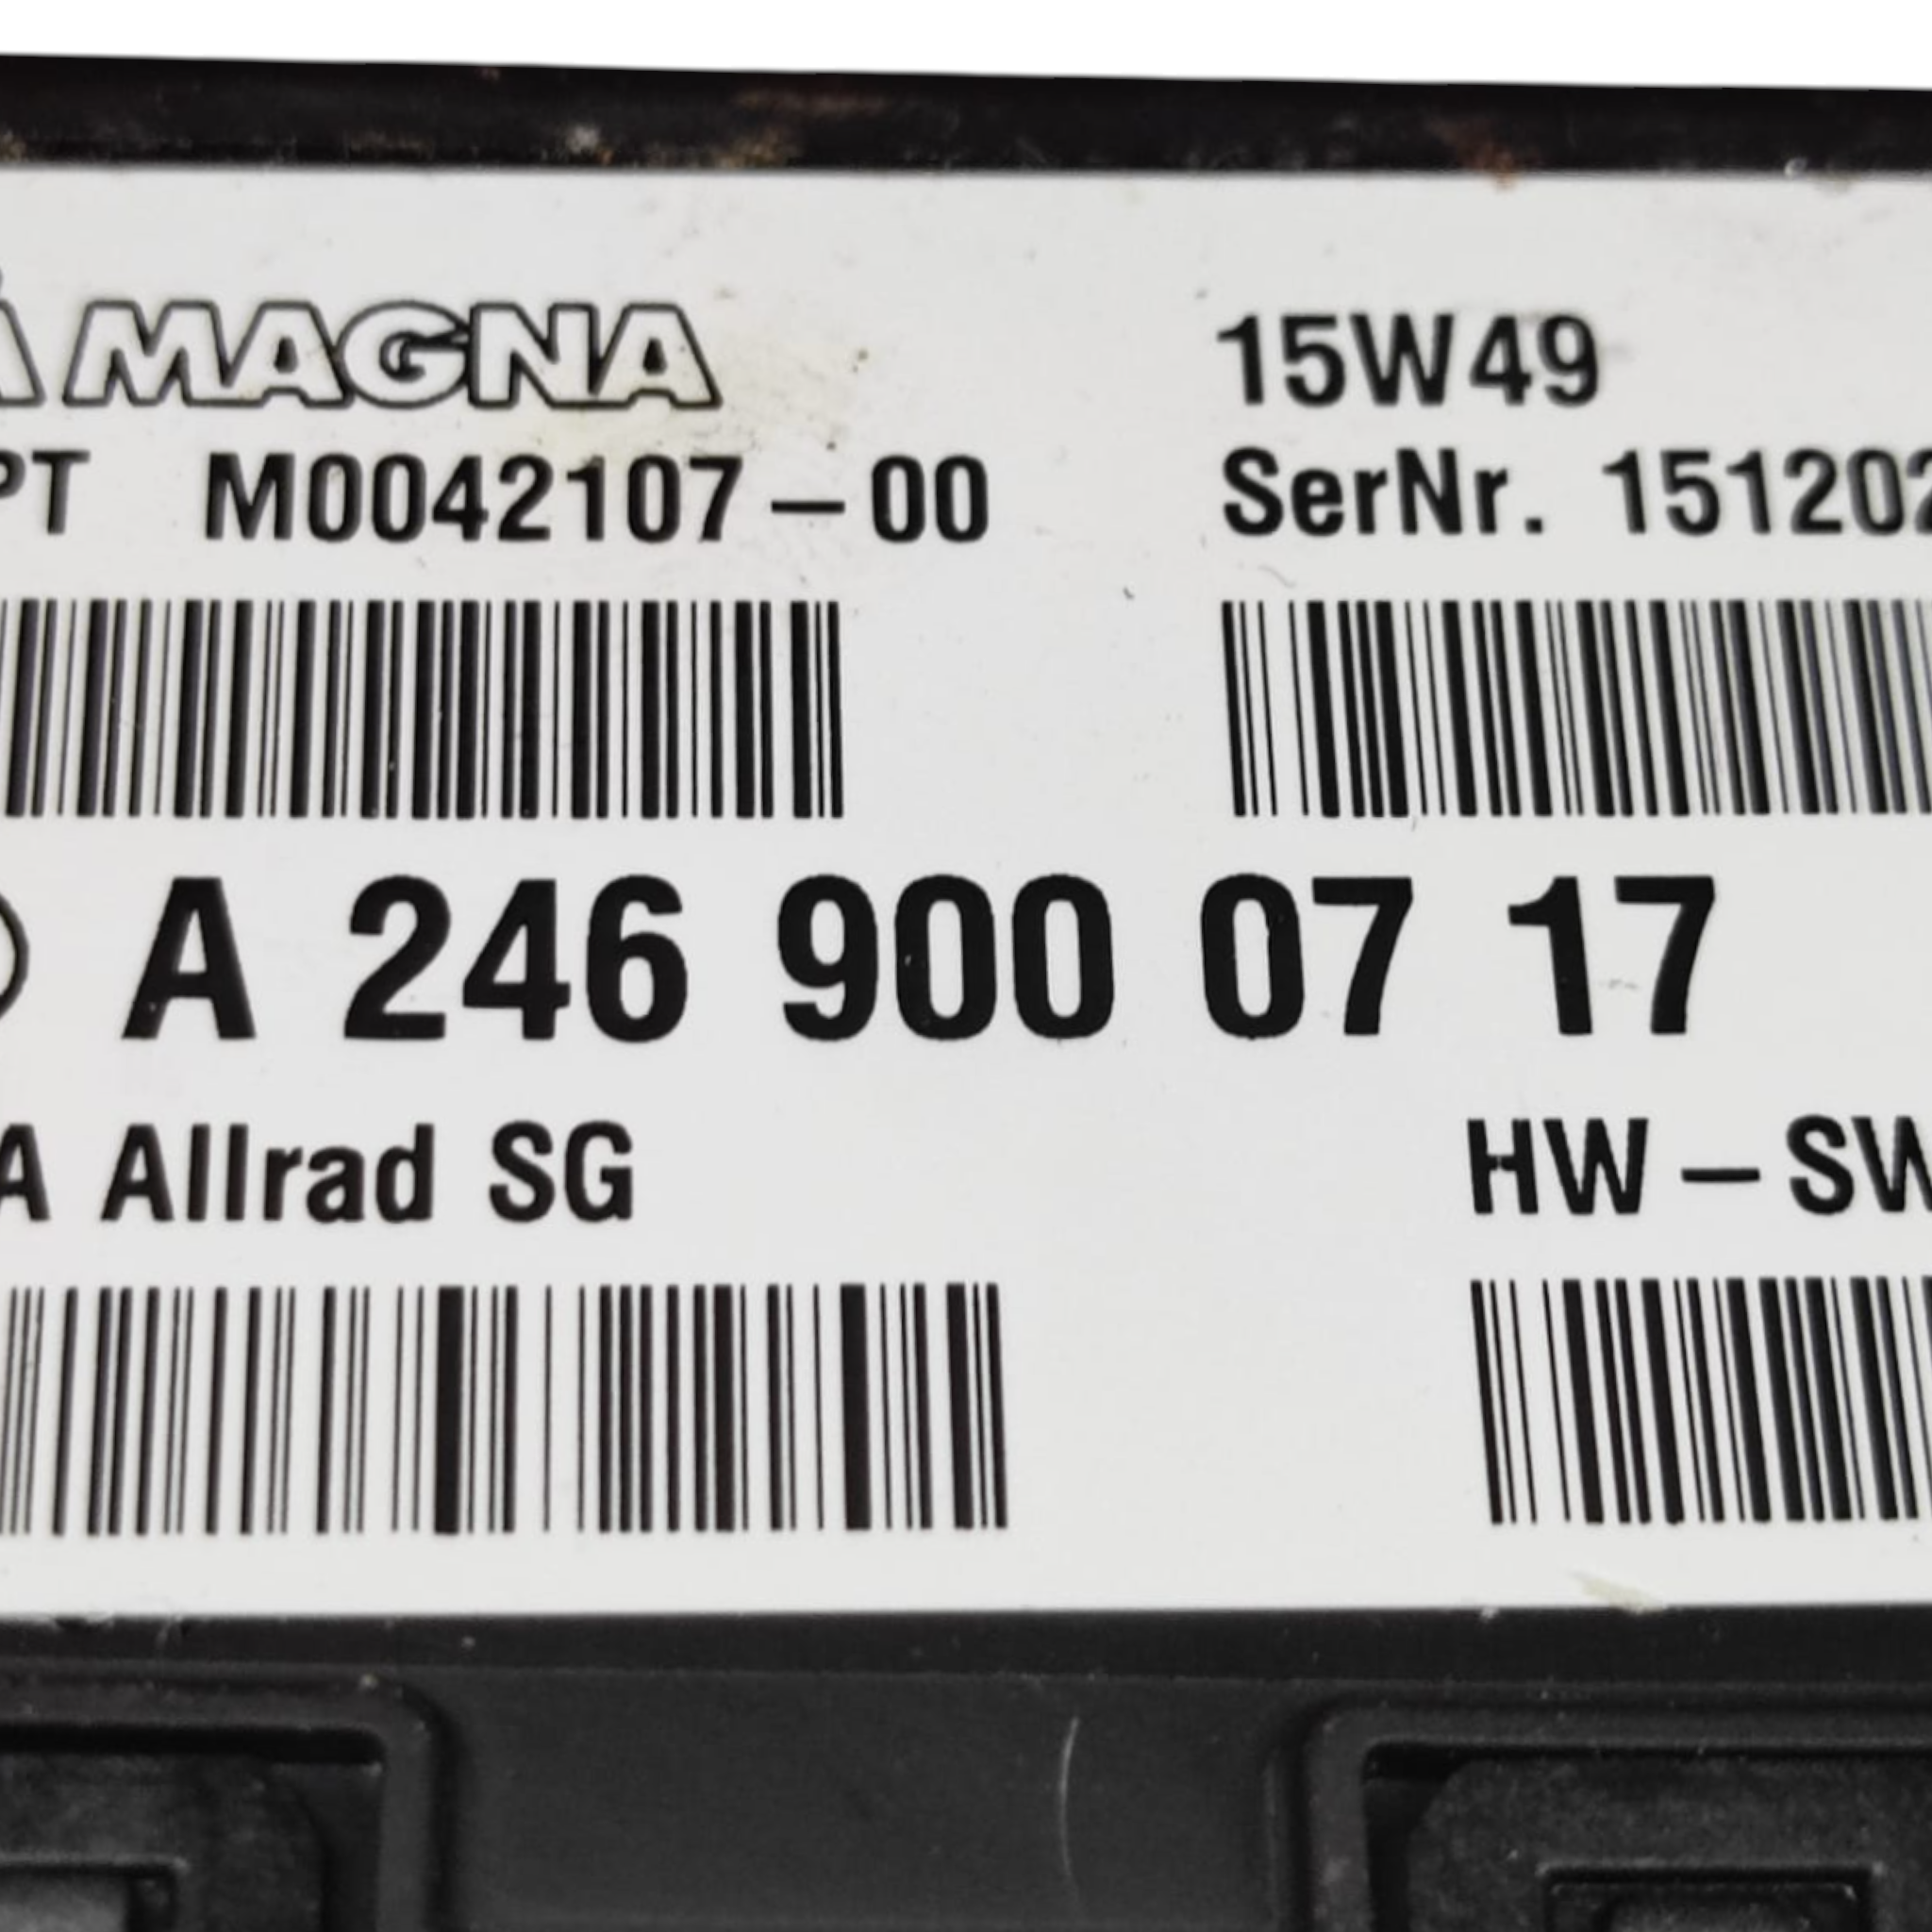 MAGNA 15W49
PT M0042107-00 SerNr. 151202
A 246 900 07 17
A Allrad SG HW-SW